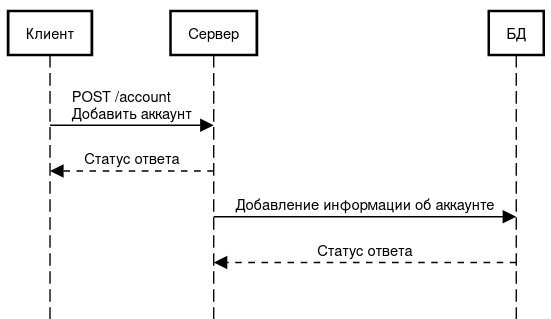 Клиент
Сервер
БД
POST /account
Добавить аккаунт
Статус ответа
Добавление информации об аккаунте
Статус ответа